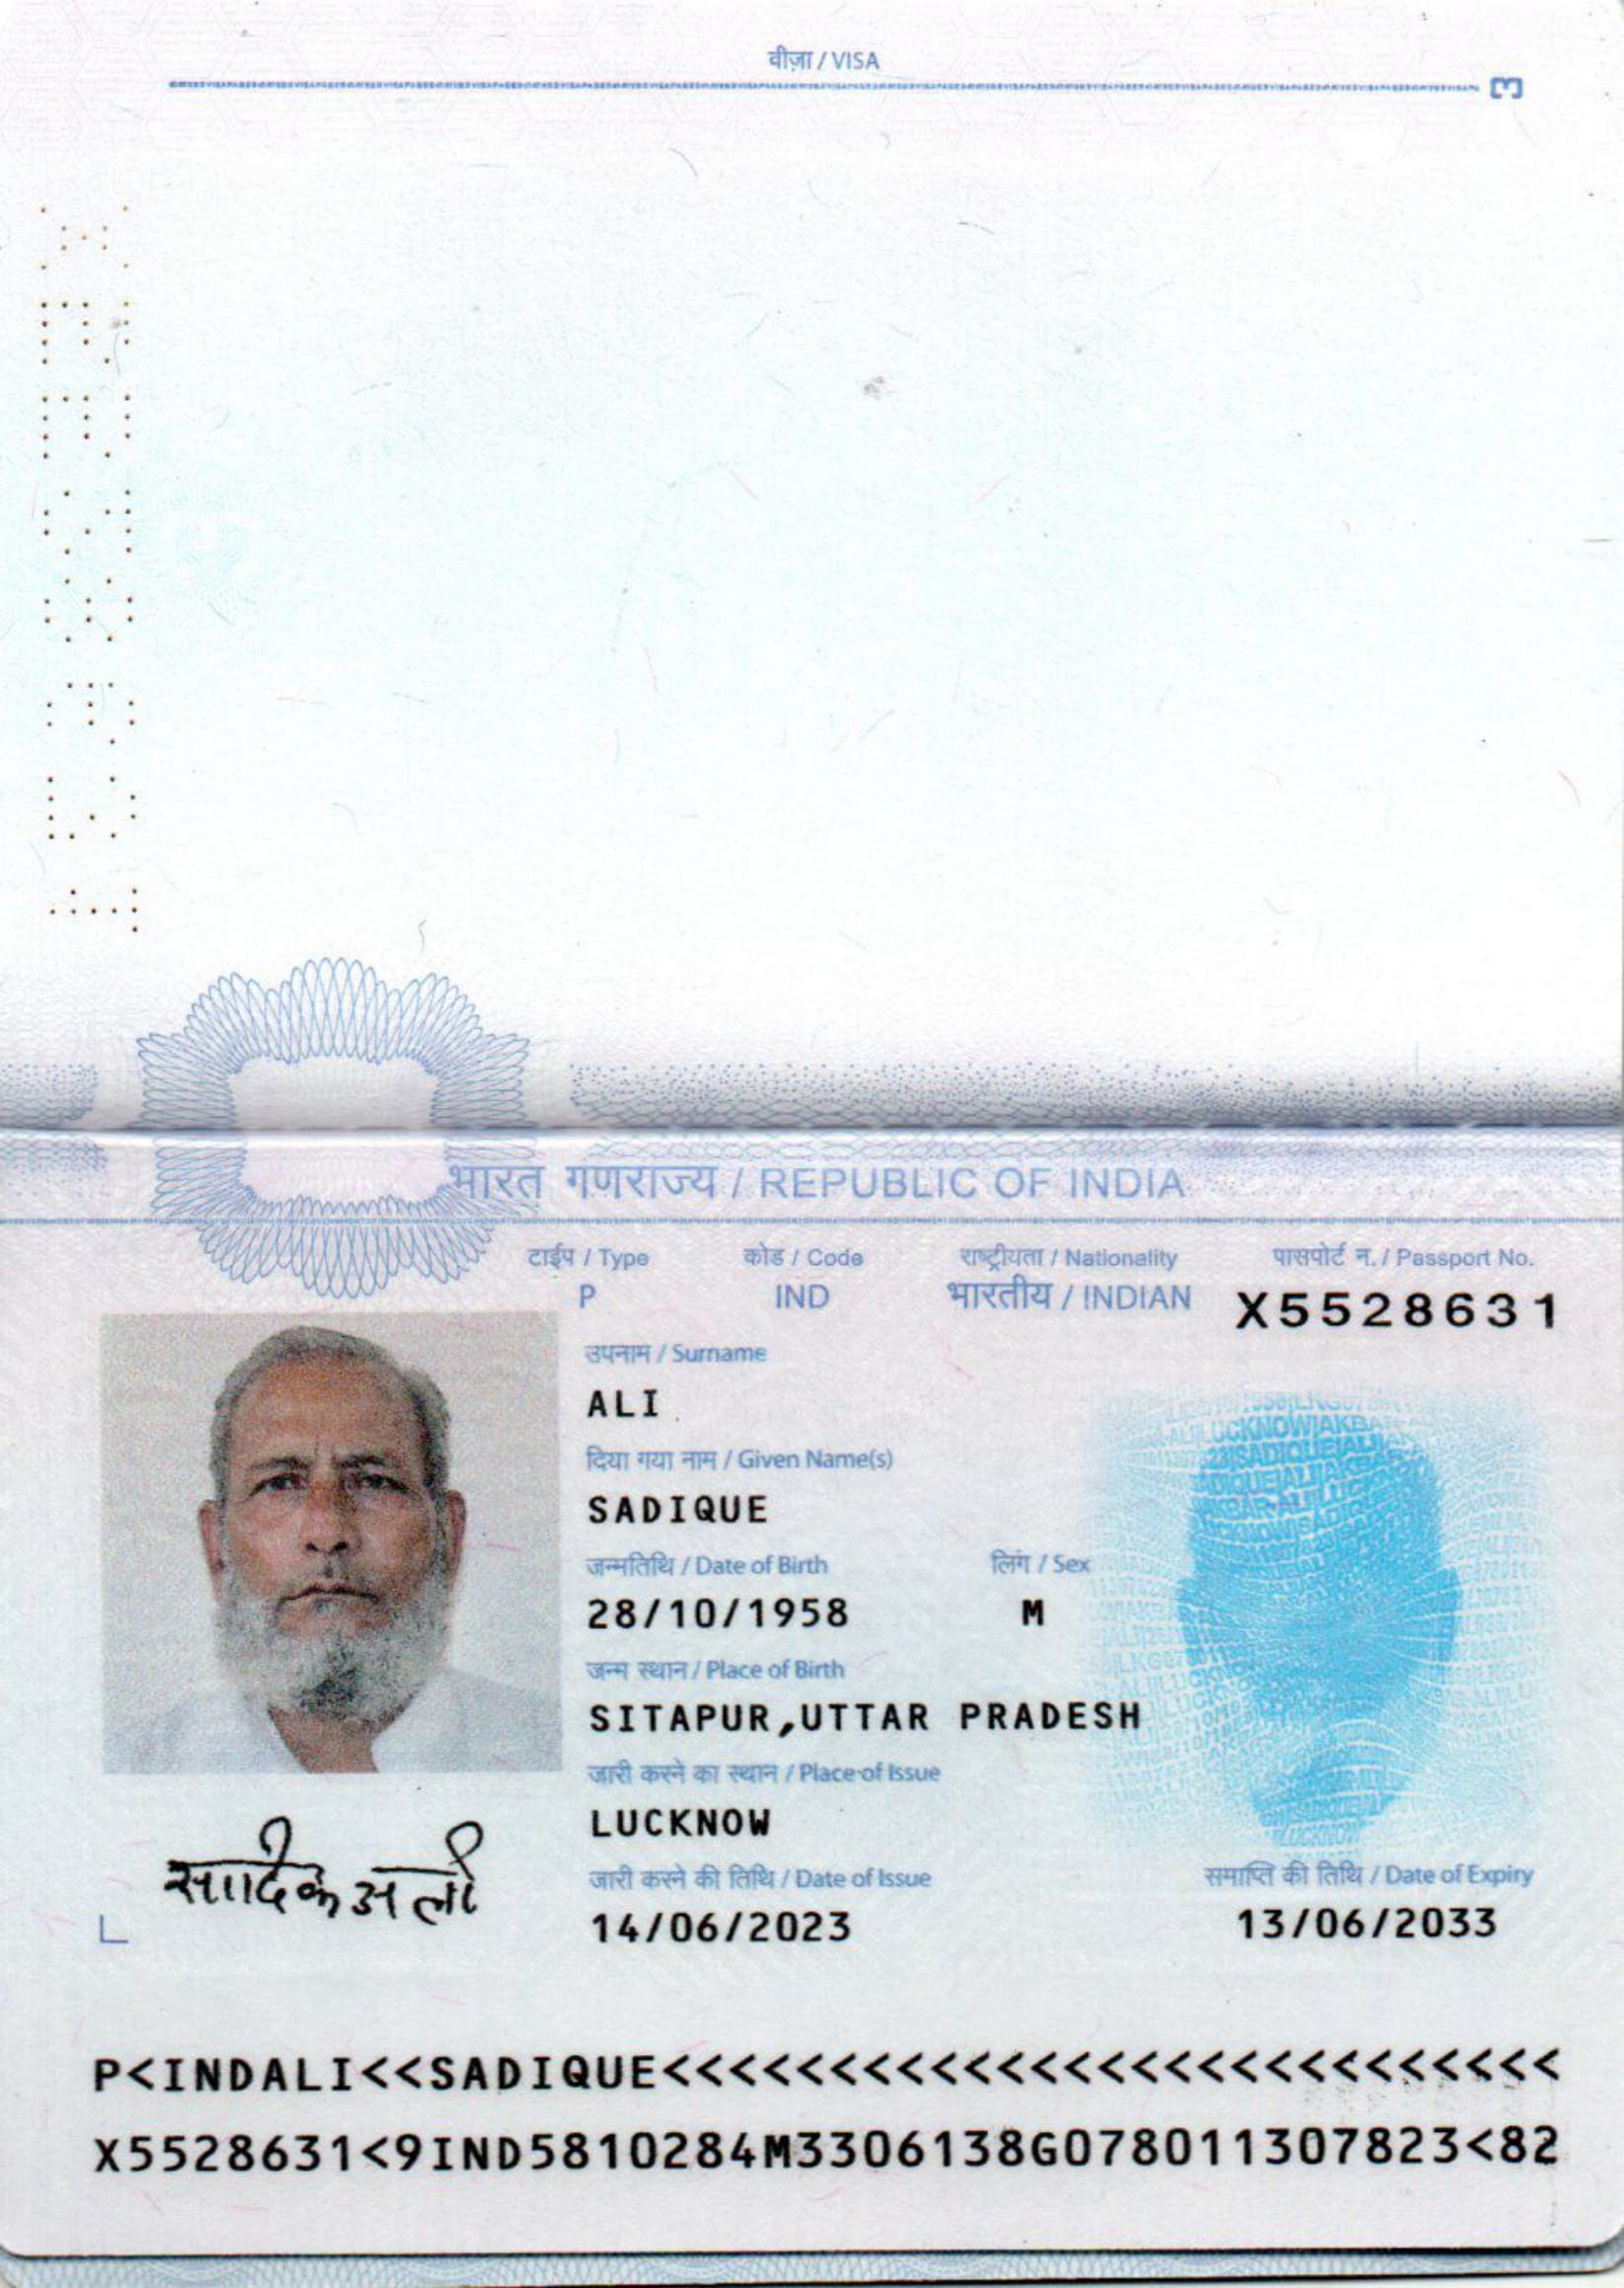 वीज़ा / VISA
3
भारत गणराज्य / REPUBLIC OF INDIA
टाईप / Type कोड / Code राष्ट्रीयता / Nationality पासपोर्ट न. / Passport No.
P IND भारतीय / INDIAN X5528631
उपनाम / Surname
ALI
दिया गया नाम / Given Name(s)
SADIQUE
जन्मतिथि / Date of Birth लिंग / Sex
28/10/1958 M
जन्म स्थान / Place of Birth
SITAPUR,UTTAR PRADESH
जारी करने का स्थान / Place of Issue
LUCKNOW
सादिक अली
जारी करने की तिथि / Date of Issue समाप्ति की तिथि / Date of Expiry
14/06/2023 13/06/2033
P<INDALI<<SADIQUE<<<<<<<<<<<<<<<<<<<<<<<<<<<
X5528631<9IND5810284M3306138G078011307823<82